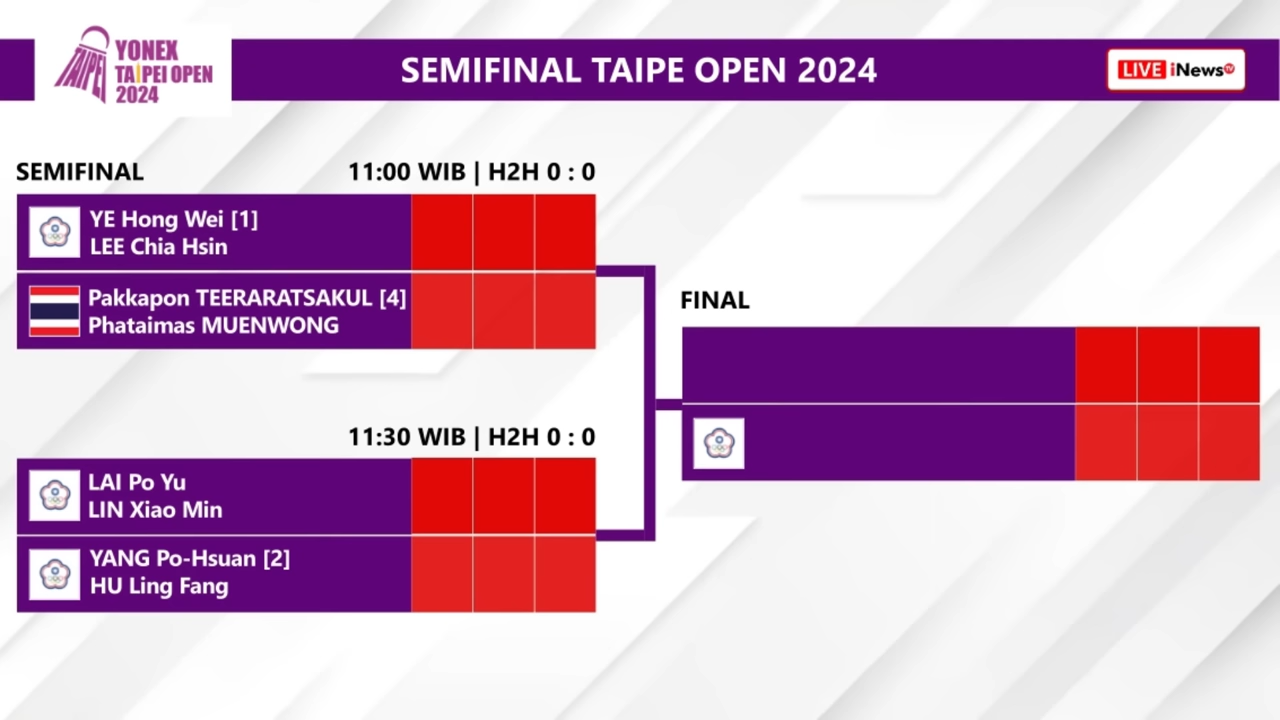 YONEX
TAIPEI OPEN
2024
TAIPEI
SEMIFINAL TAIPE OPEN 2024
LIVE iNews TV
SEMIFINAL
11:00 WIB | H2H 0 : 0
YE Hong Wei [1]
LEE Chia Hsin
Pakkapon TEERARATSAKUL [4]
Phataimas MUENWONG
11:30 WIB | H2H 0 : 0
LAI Po Yu
LIN Xiao Min
YANG Po-Hsuan [2]
HU Ling Fang
FINAL